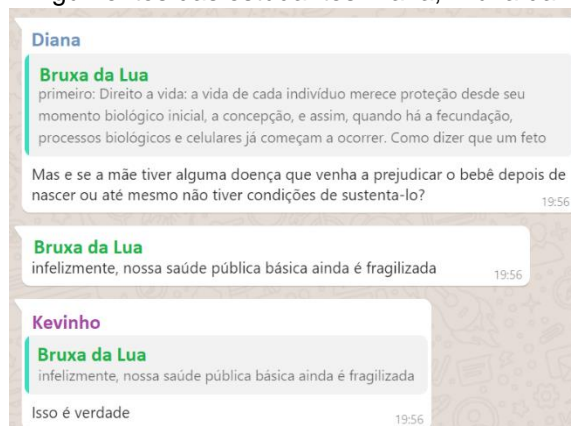 Diana
Bruxa da Lua
primeiro: Direito a vida: a vida de cada indivíduo merece proteção desde seu
momento biológico inicial, a concepção, e assim, quando há a fecundação,
processos biológicos e celulares já começam a ocorrer. Como dizer que um feto
Mas e se a mãe tiver alguma doença que venha a prejudicar o bebê depois de
nascer ou até mesmo não tiver condições de sustenta-lo?
19:56
Bruxa da Lua
infelizmente, nossa saúde pública básica ainda é fragilizada
19:56
Kevinho
Bruxa da Lua
infelizmente, nossa saúde pública básica ainda é fragilizada
Isso é verdade
19:56